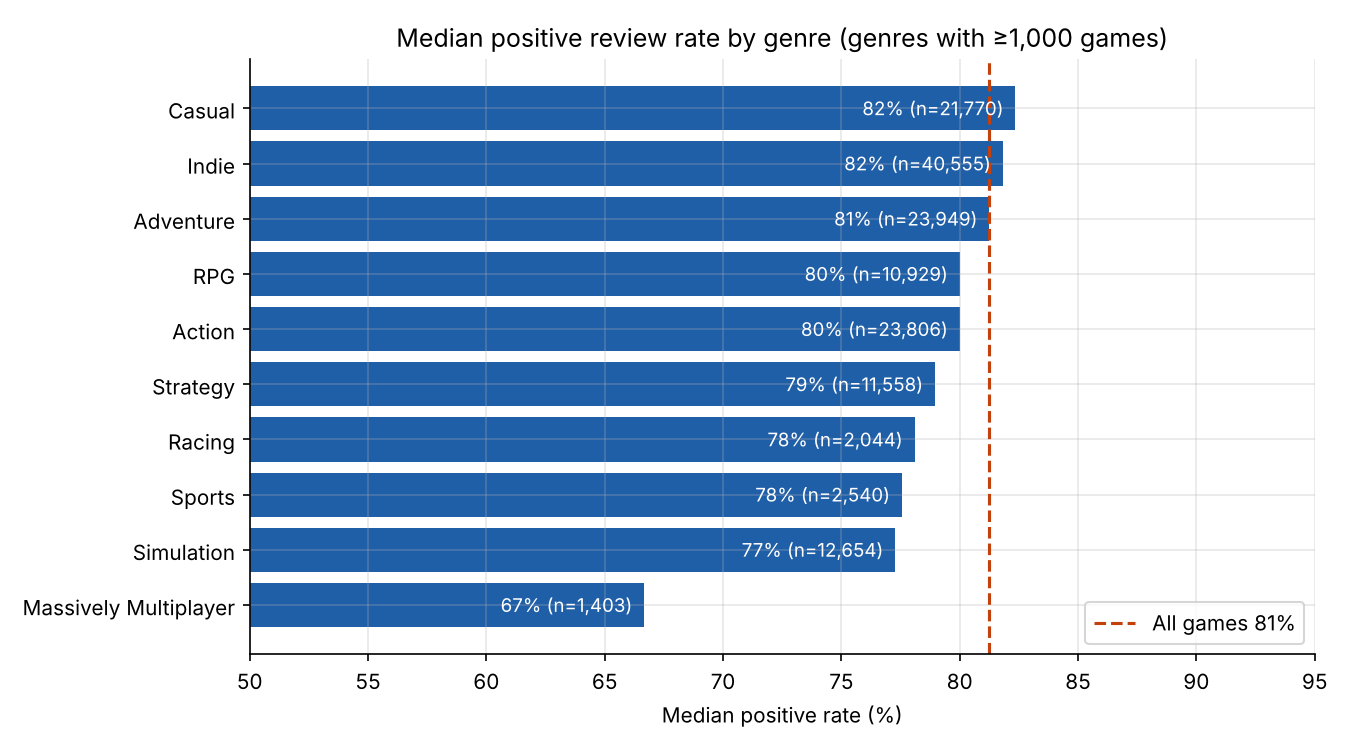 Median positive review rate by genre (genres with ≥1,000 games)
Casual 82% (n=21,770)
Indie 82% (n=40,555)
Adventure 81% (n=23,949)
RPG 80% (n=10,929)
Action 80% (n=23,806)
Strategy 79% (n=11,558)
Racing 78% (n=2,044)
Sports 78% (n=2,540)
Simulation 77% (n=12,654)
Massively Multiplayer 67% (n=1,403)
All games 81%
50 55 60 65 70 75 80 85 90 95
Median positive rate (%)